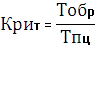 Крит = Тобр
Тпц